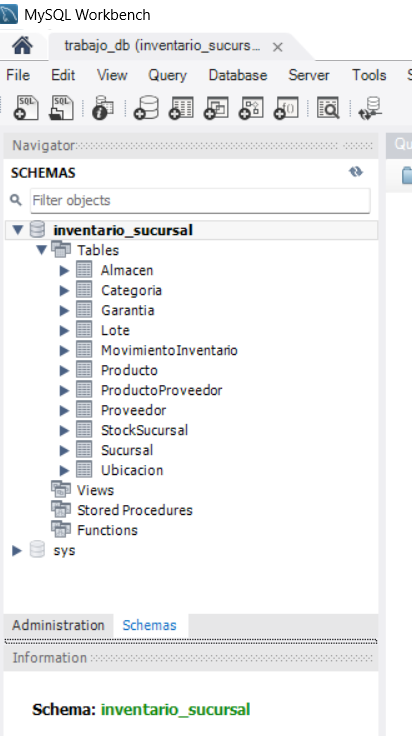 MySQL Workbench
trabajo_db (inventario_sucurs...
File Edit View Query Database Server Tools
Navigator
SCHEMAS
Filter objects
inventario_sucursal
Tables
Almacen
Categoria
Garantia
Lote
MovimientoInventario
Producto
ProductoProveedor
Proveedor
StockSucursal
Sucursal
Ubicacion
Views
Stored Procedures
Functions
sys
Administration Schemas
Information
Schema: inventario_sucursal